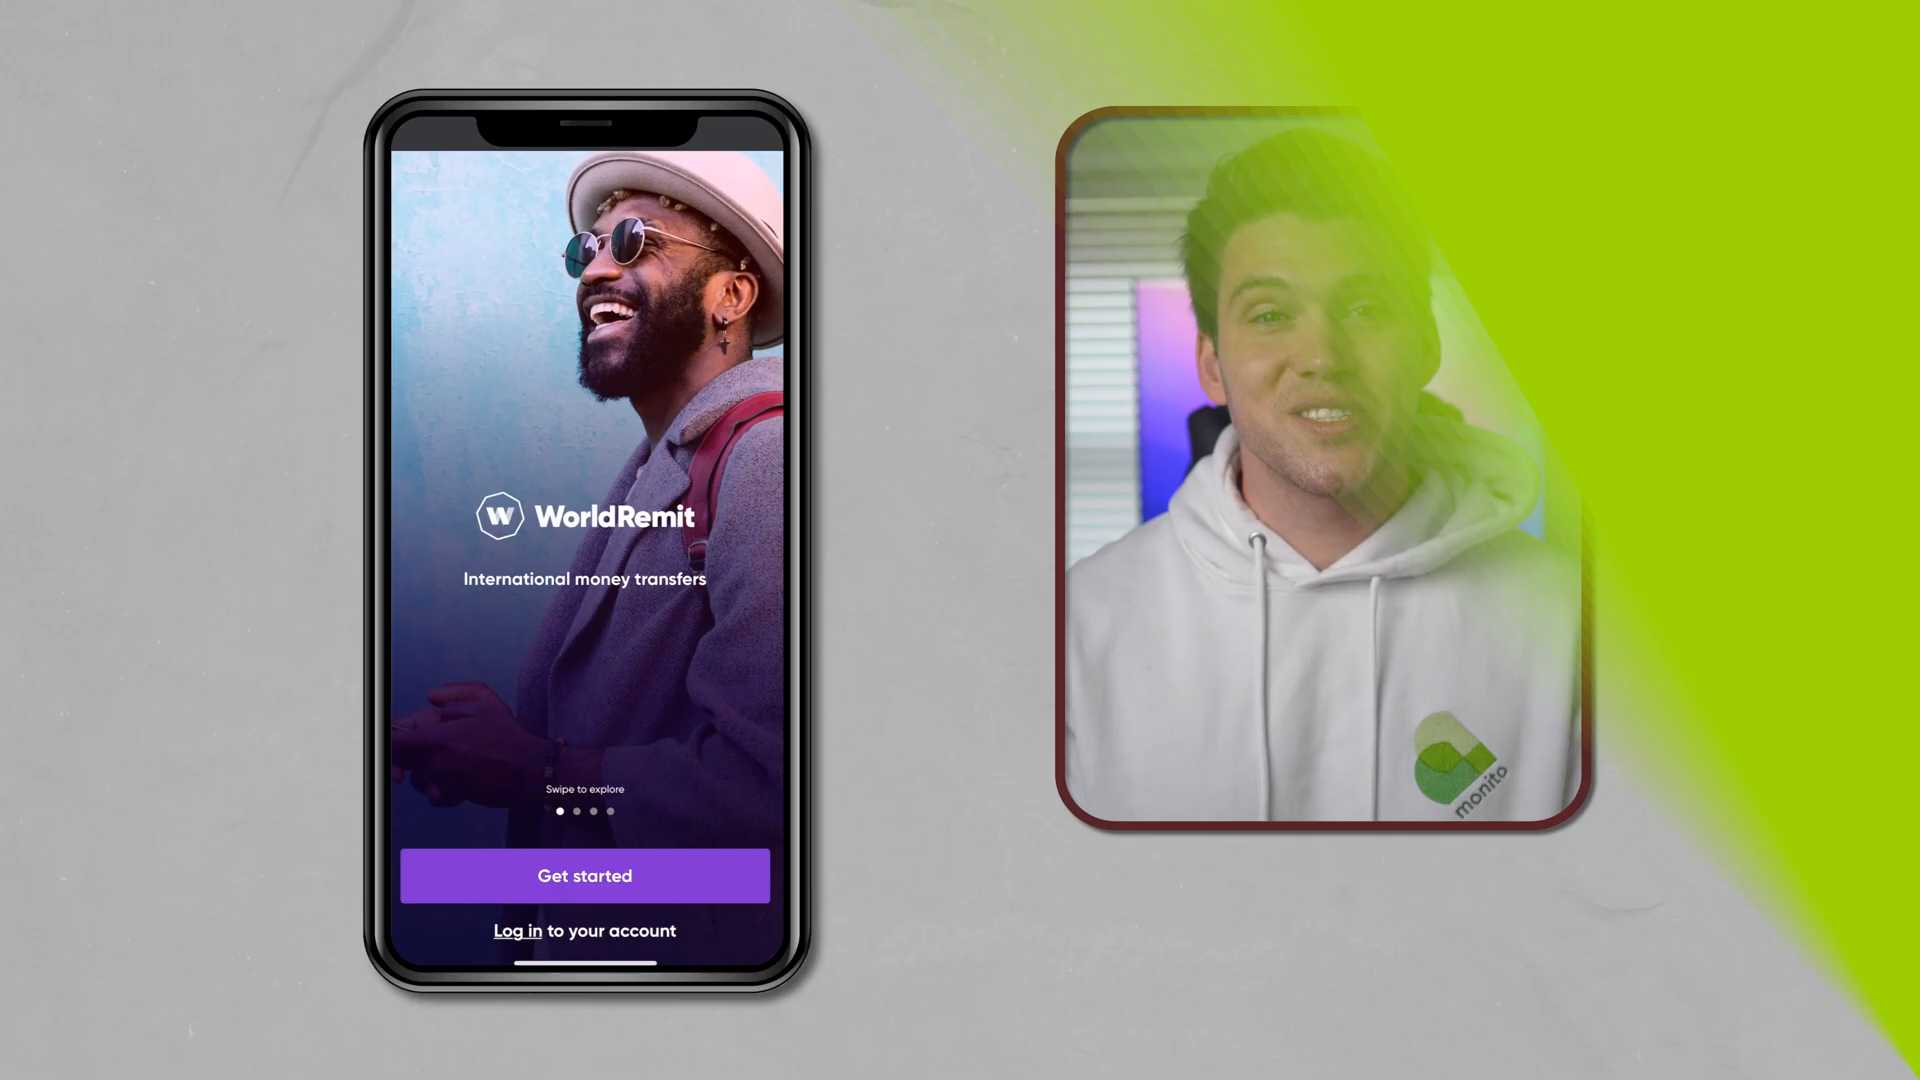 WorldRemit
International money transfers
Swipe to explore
Get started
Log in to your account
monito